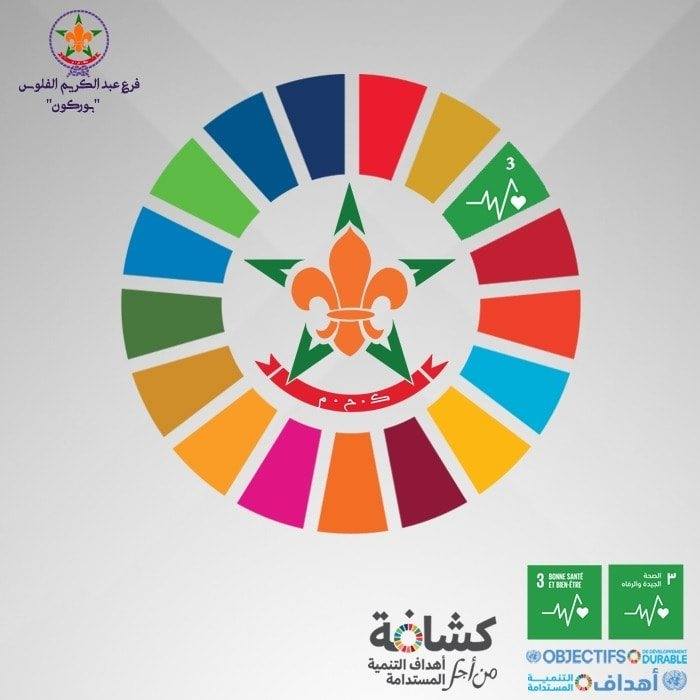 فرع عبد الكريم الفلوس
"بوركون"
3
ك.ح.م
كشافة
من أجل أهداف التنمية
المستدامة
3 BONNE SANTÉ
ET BIEN-ÊTRE
٣ الصحة
الجيدة والرفاه
OBJECTIFS DE DÉVELOPPEMENT
DURABLE
أهداف التنمية
المستدامة